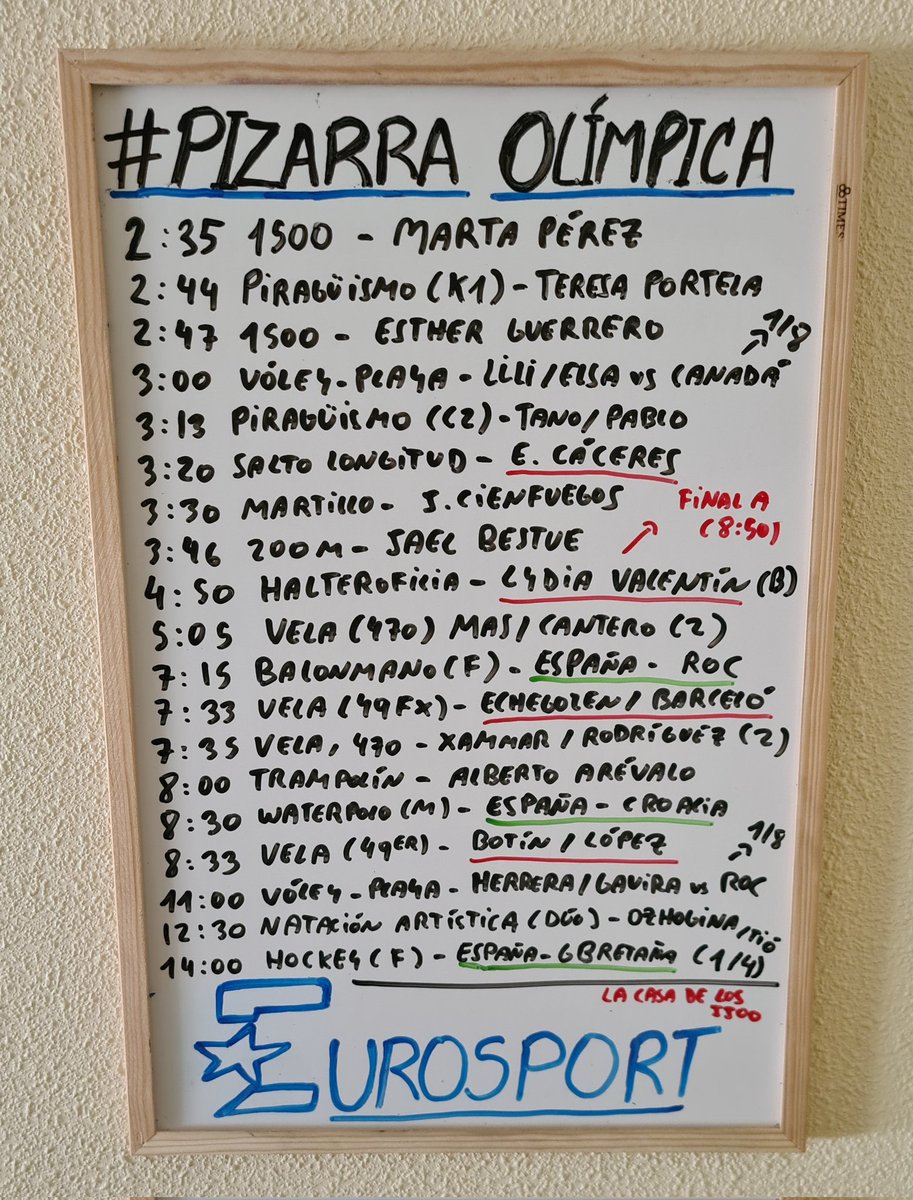 #PIZARRA OLÍMPICA
TIMES
2:35 1500 - MARTA PÉREZ
2:44 PIRAGÜISMO (K1) - TERESA PORTELA
2:47 1500 - ESTHER GUERRERO
1/8
3:00 VÓLEY-PLAYA - LILI/ELSA vs CANADÁ
3:13 PIRAGÜISMO (C2) - TANO/PABLO
3:20 SALTO LONGITUD - E. CÁCERES
3:30 MARTILLO - J. CIENFUEGOS
FINAL A
(8:50)
3:46 200M - JAEL BESTUE
4:50 HALTEROFILIA - LYDIA VALENTÍN (B)
5:05 VELA (470) MAS/CANTERO (2)
7:15 BALONMANO (F) - ESPAÑA - ROC
7:33 VELA (49FX) - ECHEGOZEN/BARCELÓ
7:35 VELA, 470 - XAMMAR/RODRÍGUEZ (2)
8:00 TRAMPOLÍN - ALBERTO ARÉVALO
8:30 WATERPOLO (M) - ESPAÑA - CROACIA
8:33 VELA (49ER) - BOTÍN/LÓPEZ
1/8
11:00 VÓLEY-PLAYA - HERRERA/GAVIRA vs ROC
12:30 NATACIÓN ARTÍSTICA (DÚO) - OZHOGINA/TIÓ
14:00 HOCKEY (F) - ESPAÑA-GBRETAÑA (1/4)
LA CASA DE LOS
JJOO
EUROSPORT